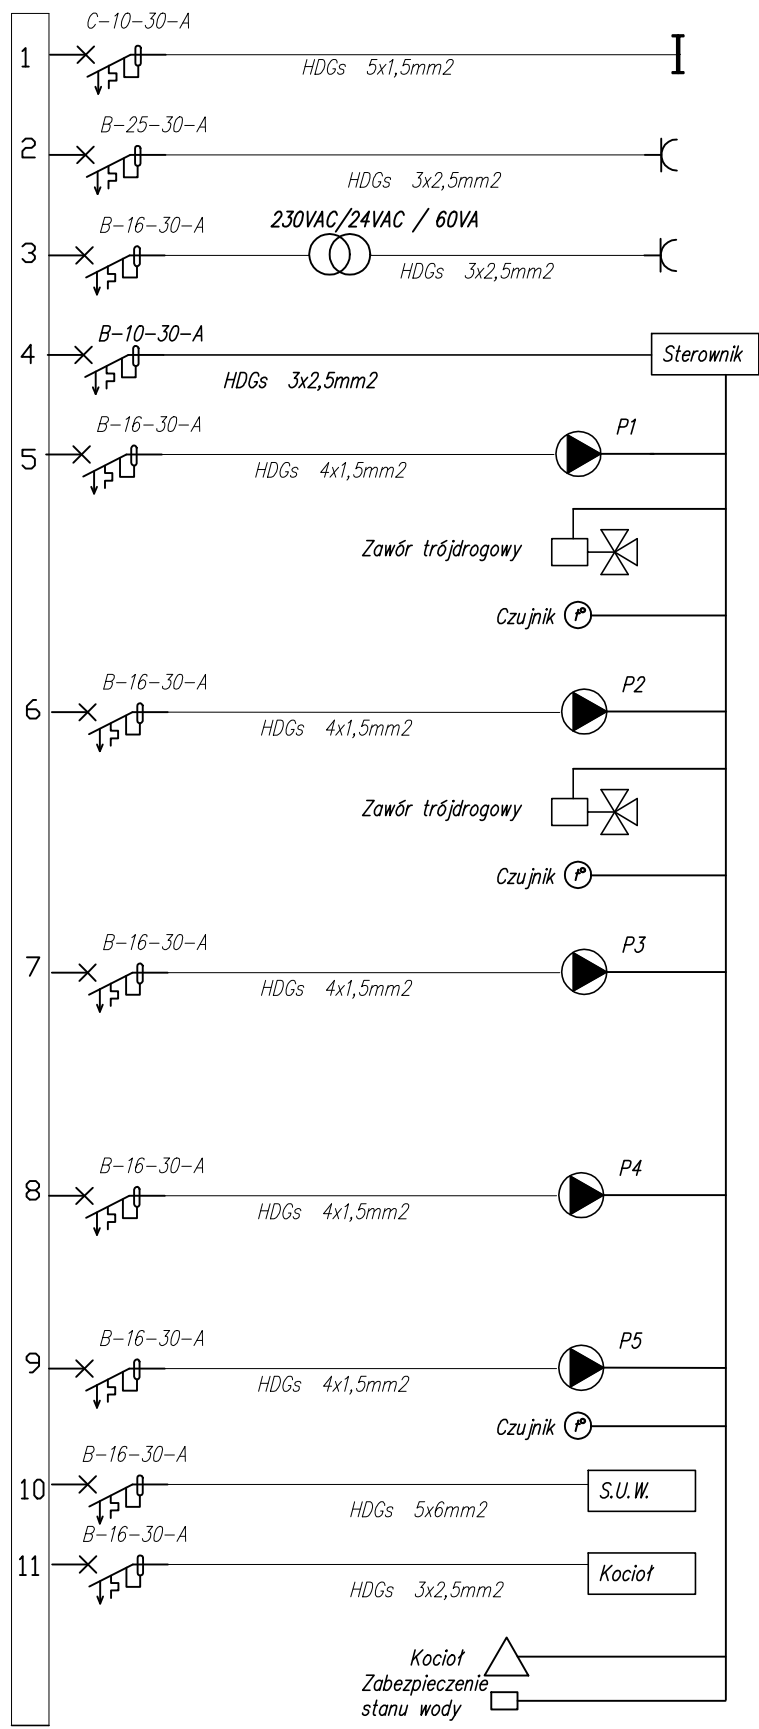 C-10-30-A
1
HDGs 5x1,5mm2
B-25-30-A
2
HDGs 3x2,5mm2
B-16-30-A
230VAC/24VAC / 60VA
3
HDGs 3x2,5mm2
B-10-30-A
4
Sterownik
HDGs 3x2,5mm2
B-16-30-A
P1
5
HDGs 4x1,5mm2
Zawór trójdrogowy
Czujnik t°
B-16-30-A
P2
6
HDGs 4x1,5mm2
Zawór trójdrogowy
Czujnik t°
B-16-30-A
P3
7
HDGs 4x1,5mm2
B-16-30-A
P4
8
HDGs 4x1,5mm2
B-16-30-A
P5
9
HDGs 4x1,5mm2
Czujnik t°
B-16-30-A
10
S.U.W.
HDGs 5x6mm2
B-16-30-A
11
Kocioł
HDGs 3x2,5mm2
Kocioł
Zabezpieczenie
stanu wody